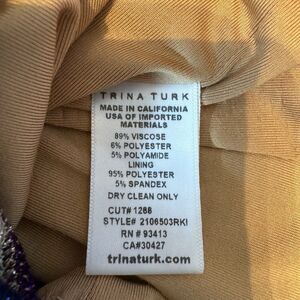 TRINA TURK
MADE IN CALIFORNIA
USA OF IMPORTED
MATERIALS
89% VISCOSE
6% POLYESTER
5% POLYAMIDE
LINING
95% POLYESTER
5% SPANDEX
DRY CLEAN ONLY
CUT# 1288
STYLE# 2106503RKI
RN # 93413
CA#30427
trinaturk.com